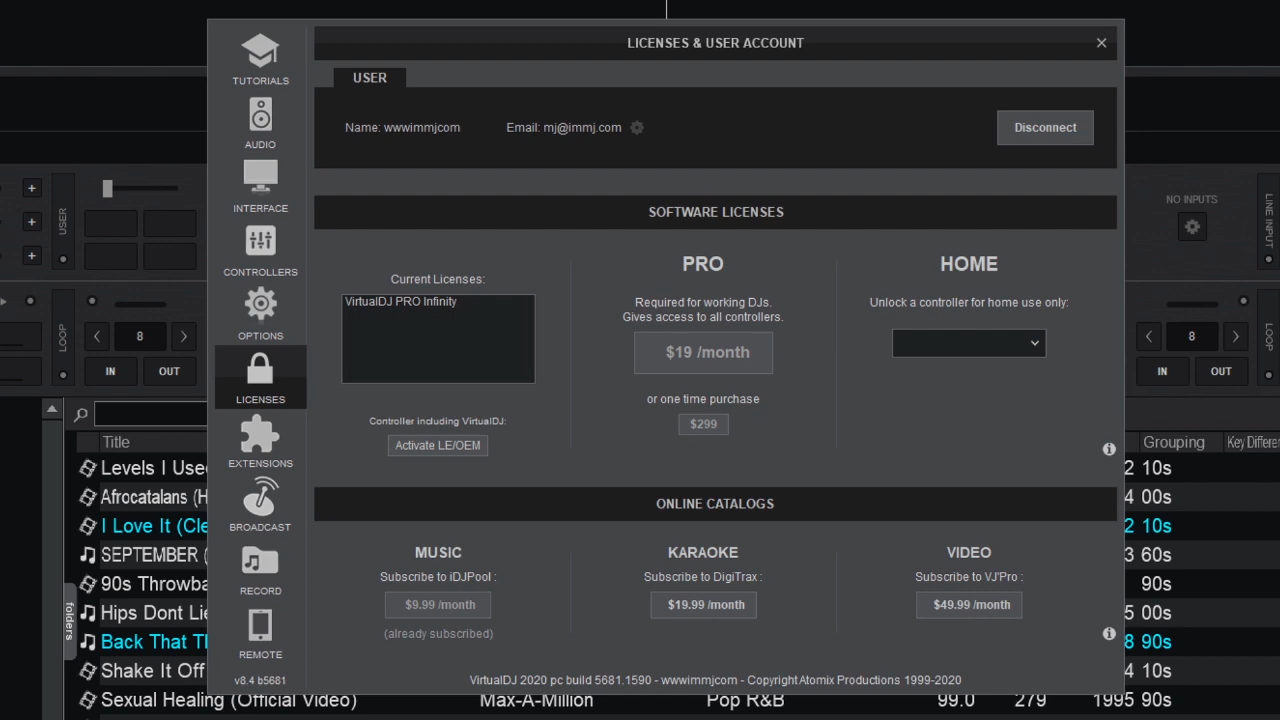 LICENSES & USER ACCOUNT
TUTORIALS
USER
Name: wwwimmjcom
Email: mj@immj.com
Disconnect
AUDIO
INTERFACE
SOFTWARE LICENSES
NO INPUTS
USER
LINE INPUT
CONTROLLERS
Current Licenses:
VirtualDJ PRO Infinity
PRO
Required for working DJs.
Gives access to all controllers.
$19 /month
or one time purchase
$299
HOME
Unlock a controller for home use only:
OPTIONS
LOOP
8
IN
OUT
8
IN
OUT
LOOP
LICENSES
Controller including VirtualDJ:
Activate LE/OEM
EXTENSIONS
BROADCAST
RECORD
REMOTE
ONLINE CATALOGS
MUSIC
Subscribe to iDJPool :
$9.99 /month
(already subscribed)
KARAOKE
Subscribe to DigiTrax :
$19.99 /month
VIDEO
Subscribe to VJ'Pro :
$49.99 /month
v8.4 b5681
VirtualDJ 2020 pc build 5681.1590 - wwwimmjcom - Copyright Atomix Productions 1999-2020
folders
Title
Grouping
Key Differe
Levels I Use
2 10s
Afrocatalans (H
4 00s
I Love It (Cle
2 10s
SEPTEMBER (
3 60s
90s Throwba
90s
Hips Dont Lie
5 00s
Back That T
8 90s
Shake It Off
4 10s
Sexual Healing (Official Video) Max-A-Million Pop R&B 99.0 279 1995 90s